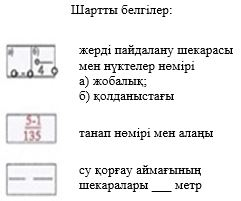 Шартты белгілер:
а) б)
4
жерді пайдалану шекарасы
мен нүктелер нөмірі
а) жобалық;
б) қолданыстағы
5-1
135
танап нөмірі мен алаңы
су қорғау аймағының
шекаралары ___ метр